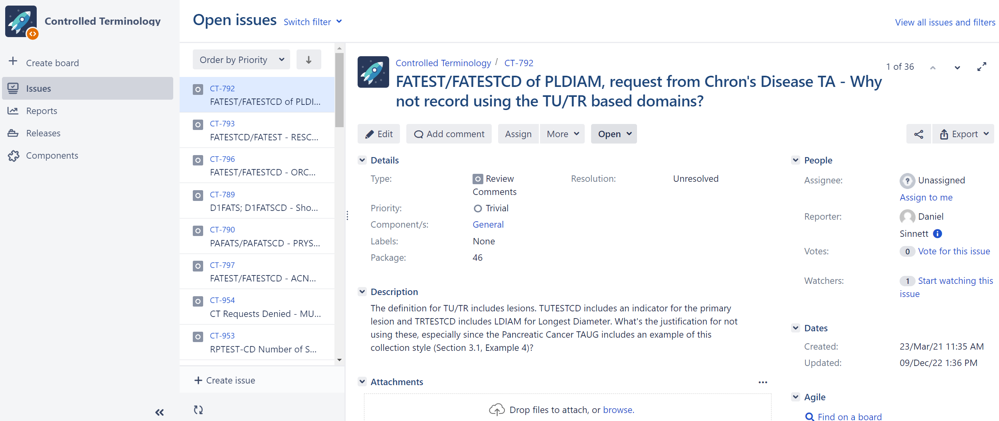 Controlled Terminology
Create board
Issues
Reports
Releases
Components
Open issues Switch filter
View all issues and filters
Order by Priority
CT-792
FATEST/FATESTCD of PLDI...
CT-793
FATESTCD/FATEST - RESC...
CT-796
FATEST/FATESTCD - ORC...
CT-789
D1FATS; D1FATSCD - Sho...
CT-790
PAFATS/PAFATSCD - PRYS...
CT-797
FATEST/FATESTCD - ACN...
CT-954
CT Requests Denied - MU...
CT-953
RPTEST-CD Number of S...
+ Create issue
Controlled Terminology / CT-792
1 of 36
FATEST/FATESTCD of PLDIAM, request from Chron's Disease TA - Why
not record using the TU/TR based domains?
Edit Add comment Assign More Open Export
Details
Type: Review
Comments
Resolution: Unresolved
Priority: Trivial
Component/s: General
Labels: None
Package: 46
Description
The definition for TU/TR includes lesions. TUTESTCD includes an indicator for the primary
lesion and TRTESTCD includes LDIAM for Longest Diameter. What's the justification for not
using these, especially since the Pancreatic Cancer TAUG includes an example of this
collection style (Section 3.1, Example 4)?
Attachments
Drop files to attach, or browse.
People
Assignee: Unassigned
Assign to me
Reporter: Daniel
Sinnett
Votes: 0 Vote for this issue
Watchers: 1 Start watching this
issue
Dates
Created: 23/Mar/21 11:35 AM
Updated: 09/Dec/22 1:36 PM
Agile
Find on a board